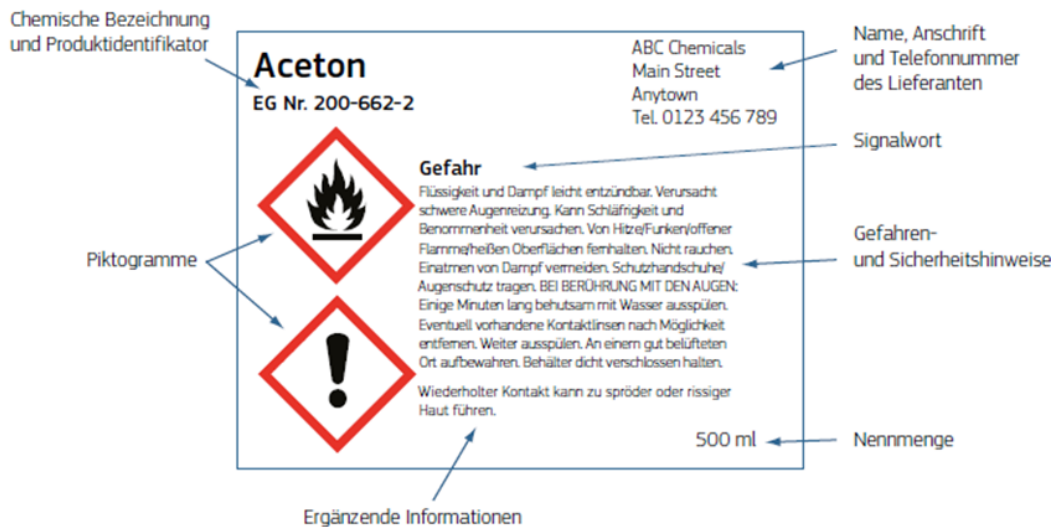 Chemische Bezeichnung
und Produktidentifikator
Aceton
EG Nr. 200-662-2
ABC Chemicals
Main Street
Anytown
Tel. 0123 456 789
Name, Anschrift
und Telefonnummer
des Lieferanten
Signalwort
Gefahr
Flüssigkeit und Dampf leicht entzündbar. Verursacht
schwere Augenreizung. Kann Schläfrigkeit und
Benommenheit verursachen. Von Hitze/Funken/offener
Flamme/heißen Oberflächen fernhalten. Nicht rauchen.
Einatmen von Dampf vermeiden. Schutzhandschuhe/
Augenschutz tragen. BEI BERÜHRUNG MIT DEN AUGEN:
Einige Minuten lang behutsam mit Wasser ausspülen.
Eventuell vorhandene Kontaktlinsen nach Möglichkeit
entfernen. Weiter ausspülen. An einem gut belüfteten
Ort aufbewahren. Behälter dicht verschlossen halten.
Gefahren-
und Sicherheitshinweise
Piktogramme
Wiederholter Kontakt kann zu spröder oder rissiger
Haut führen.
500 ml
Nennmenge
Ergänzende Informationen